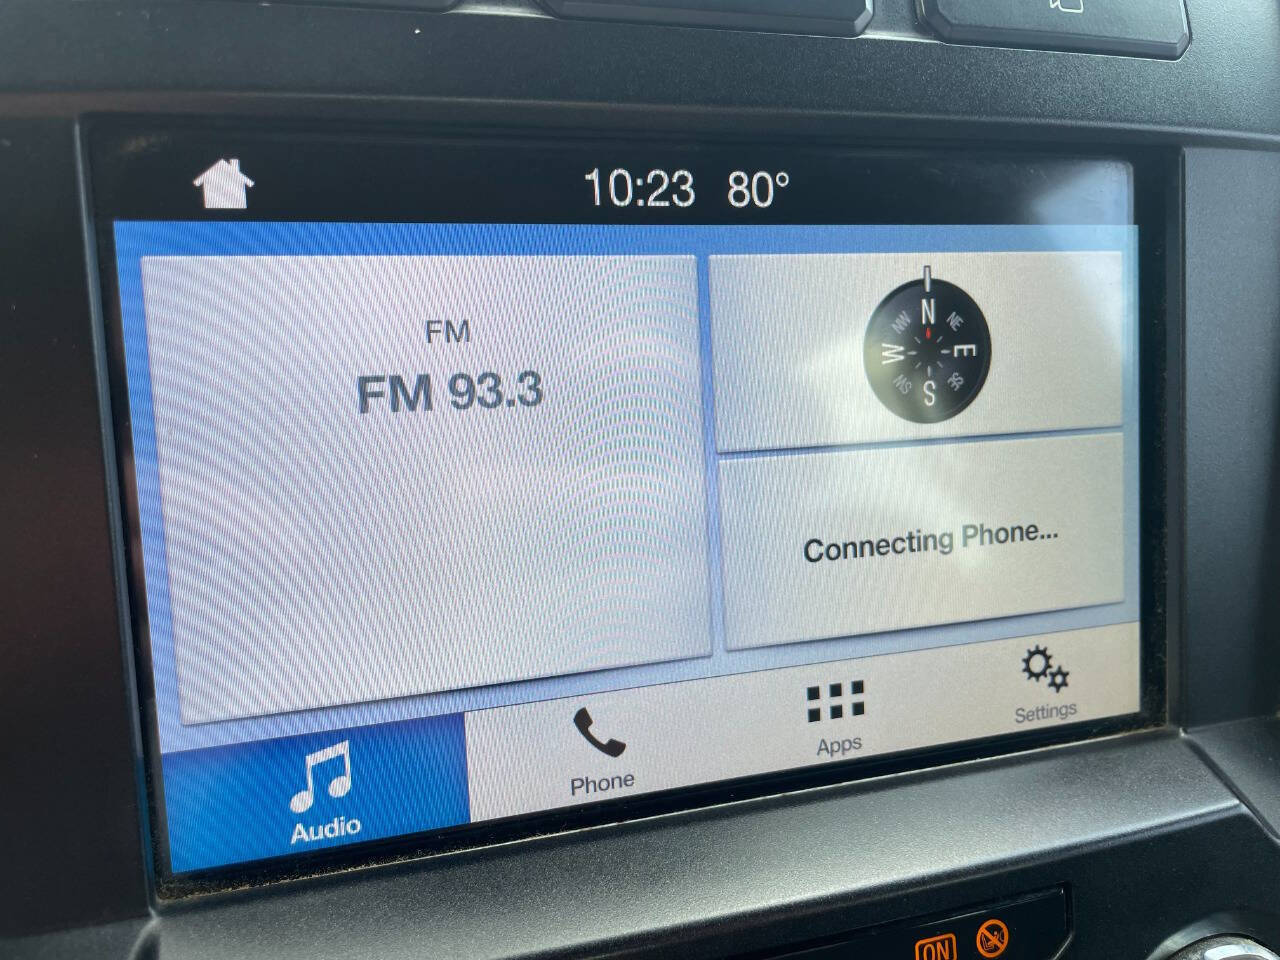 10:23 80°
FM
FM 93.3
N
NW NE
W E
SW SE
S
Connecting Phone...
Audio
Phone
Apps
Settings
ON